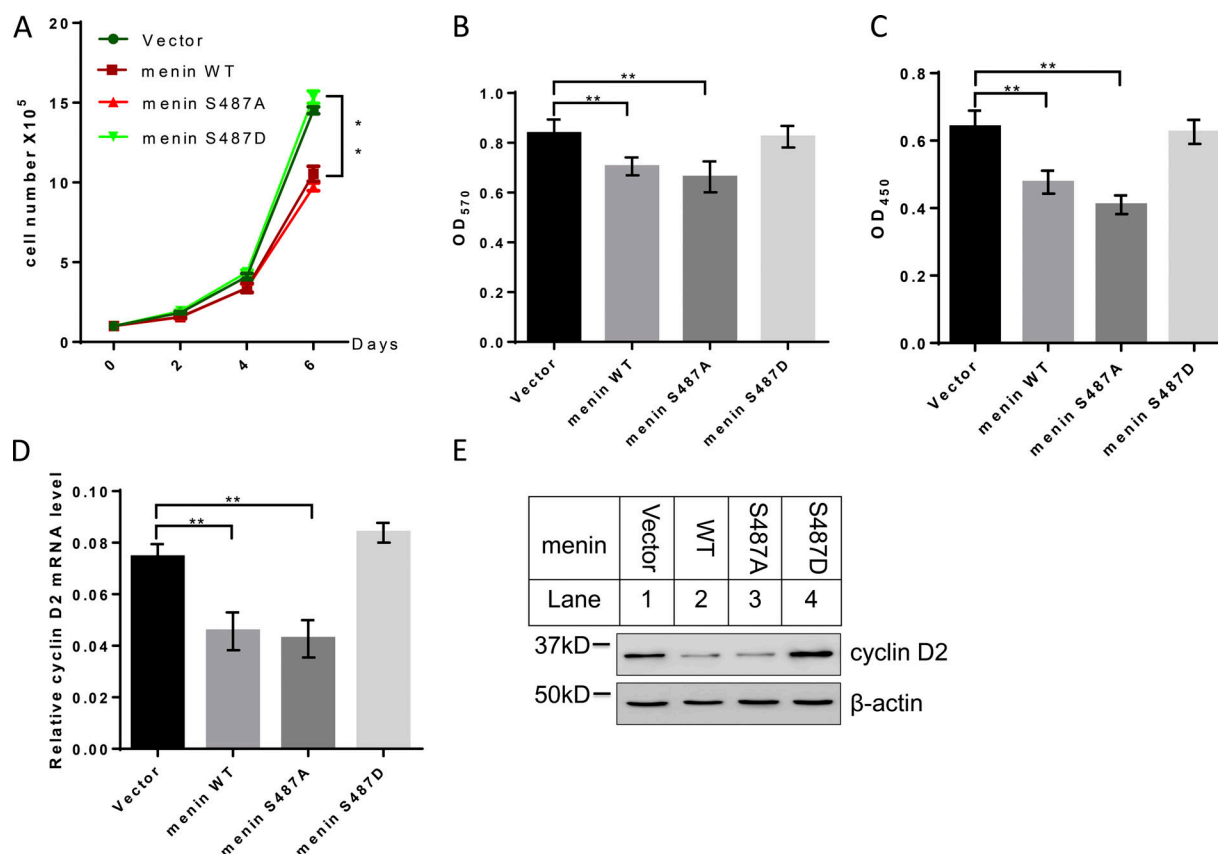 A
20
15
10
5
0
cell number X10⁵
Vector
menin WT
menin S487A
menin S487D
*
*
0
2
4
6
Days
B
**
**
1.0
0.8
0.6
0.4
0.2
0.0
OD₅₇₀
Vector
menin WT
menin S487A
menin S487D
C
**
**
0.8
0.6
0.4
0.2
0.0
OD₄₅₀
Vector
menin WT
menin S487A
menin S487D
D
**
**
0.10
0.08
0.06
0.04
0.02
0.00
Relative cyclin D2 mRNA level
Vector
menin WT
menin S487A
menin S487D
E
menin Vector WT S487A S487D
Lane 1 2 3 4
37kD cyclin D2
50kD β-actin